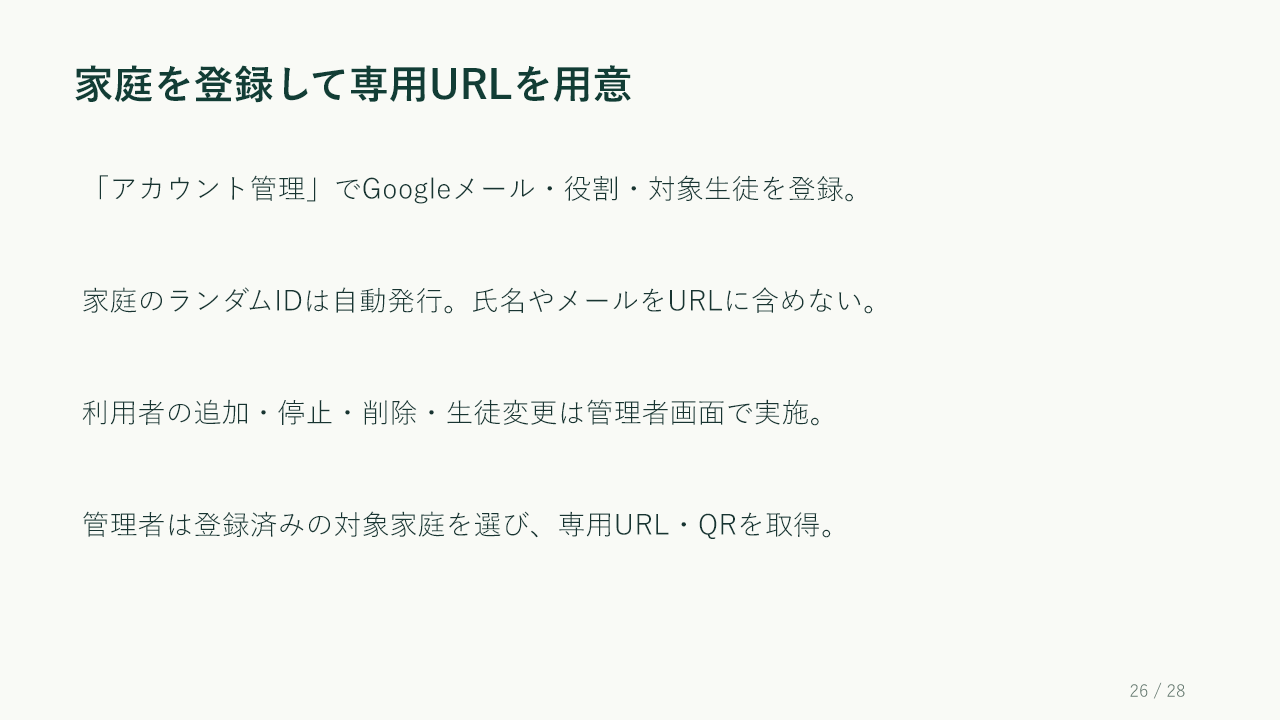 家庭を登録して専用URLを用意
「アカウント管理」でGoogleメール・役割・対象生徒を登録。
家庭のランダムIDは自動発行。氏名やメールをURLに含めない。
利用者の追加・停止・削除・生徒変更は管理者画面で実施。
管理者は登録済みの対象家庭を選び、専用URL・QRを取得。
26 / 28